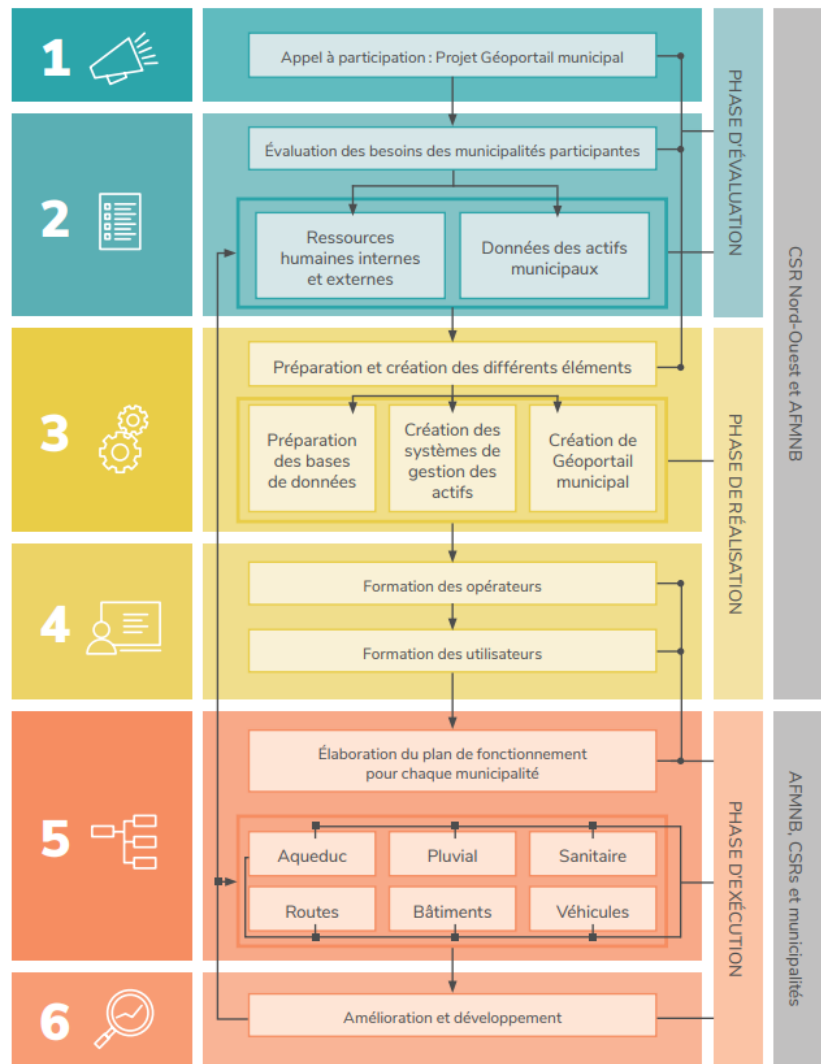 1
Appel à participation : Projet Géoportail municipal
2
Évaluation des besoins des municipalités participantes
Ressources
humaines internes
et externes
Données des actifs
municipaux
PHASE D'ÉVALUATION
3
Préparation et création des différents éléments
Préparation
des bases
de données
Création des
systèmes de
gestion des
actifs
Création de
Géoportail
municipal
4
Formation des opérateurs
Formation des utilisateurs
PHASE DE RÉALISATION
CSR Nord-Ouest et AFMNB
5
Élaboration du plan de fonctionnement
pour chaque municipalité
Aqueduc
Pluvial
Sanitaire
Routes
Bâtiments
Véhicules
6
Amélioration et développement
PHASE D'EXÉCUTION
AFMNB, CSRs et municipalités